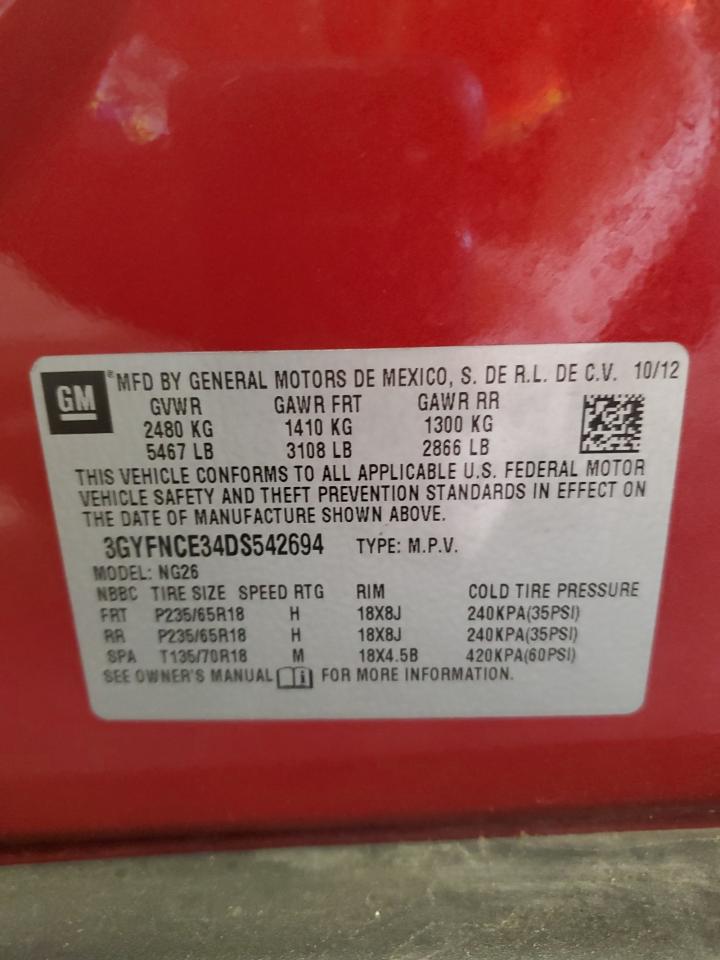 GM ®MFD BY GENERAL MOTORS DE MEXICO, S. DE R.L. DE C.V. 10/12
GVWR GAWR FRT GAWR RR
2480 KG 1410 KG 1300 KG
5467 LB 3108 LB 2866 LB
THIS VEHICLE CONFORMS TO ALL APPLICABLE U.S. FEDERAL MOTOR
VEHICLE SAFETY AND THEFT PREVENTION STANDARDS IN EFFECT ON
THE DATE OF MANUFACTURE SHOWN ABOVE.
3GYFNCE34DS542694 TYPE: M.P.V.
MODEL: NG26
NBBC TIRE SIZE SPEED RTG RIM COLD TIRE PRESSURE
FRT P235/65R18 H 18X8J 240KPA(35PSI)
RR P235/65R18 H 18X8J 240KPA(35PSI)
SPA T135/70R18 M 18X4.5B 420KPA(60PSI)
SEE OWNER'S MANUAL FOR MORE INFORMATION.